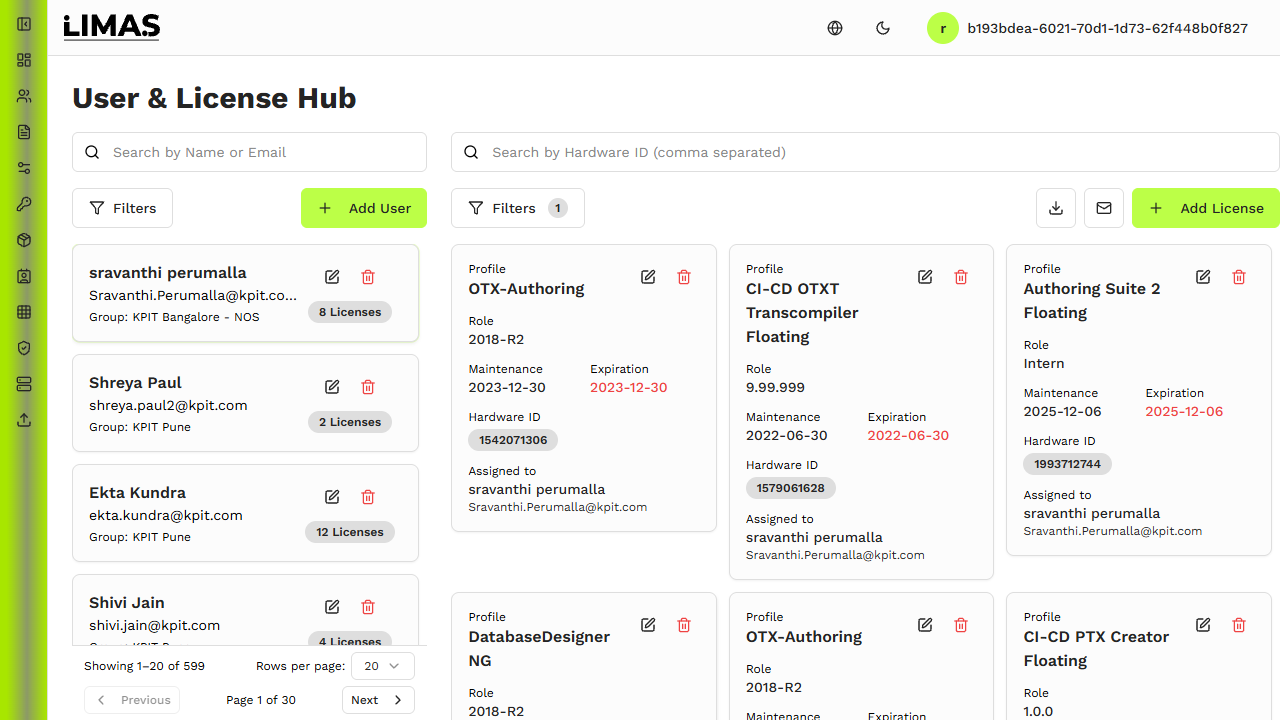 LIMAS
r
b193bdea-6021-70d1-1d73-62f448b0f827
User & License Hub
Search by Name or Email
Filters
Add User
sravanthi perumalla
Sravanthi.Perumalla@kpit.co...
Group: KPIT Bangalore - NOS
8 Licenses
Shreya Paul
shreya.paul2@kpit.com
Group: KPIT Pune
2 Licenses
Ekta Kundra
ekta.kundra@kpit.com
Group: KPIT Pune
12 Licenses
Shivi Jain
shivi.jain@kpit.com
4 Licenses
Showing 1–20 of 599
Rows per page: 20
Previous
Page 1 of 30
Next
Search by Hardware ID (comma separated)
Filters 1
Add License
Profile
OTX-Authoring
Role
2018-R2
Maintenance Expiration
2023-12-30 2023-12-30
Hardware ID
1542071306
Assigned to
sravanthi perumalla
Sravanthi.Perumalla@kpit.com
Profile
CI-CD OTXT
Transcompiler
Floating
Role
9.99.999
Maintenance Expiration
2022-06-30 2022-06-30
Hardware ID
1579061628
Assigned to
sravanthi perumalla
Sravanthi.Perumalla@kpit.com
Profile
Authoring Suite 2
Floating
Role
Intern
Maintenance Expiration
2025-12-06 2025-12-06
Hardware ID
1993712744
Assigned to
sravanthi perumalla
Sravanthi.Perumalla@kpit.com
Profile
DatabaseDesigner
NG
Role
2018-R2
Profile
OTX-Authoring
Role
2018-R2
Maintenance Expiration
Profile
CI-CD PTX Creator
Floating
Role
1.0.0